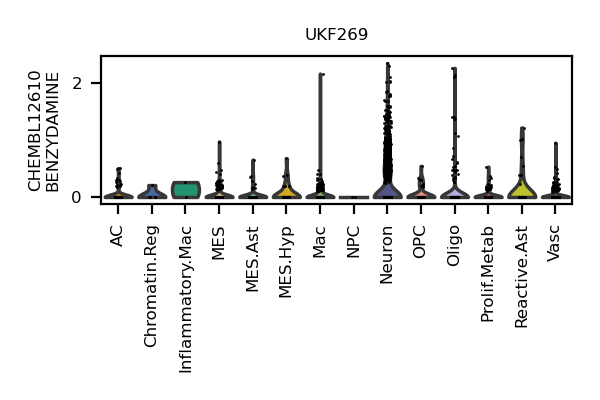 UKF269
CHEMBL12610
BENZYDAMINE
2
0
AC
Chromatin.Reg
Inflammatory.Mac
MES
MES.Ast
MES.Hyp
Mac
NPC
Neuron
OPC
Oligo
Prolif.Metab
Reactive.Ast
Vasc